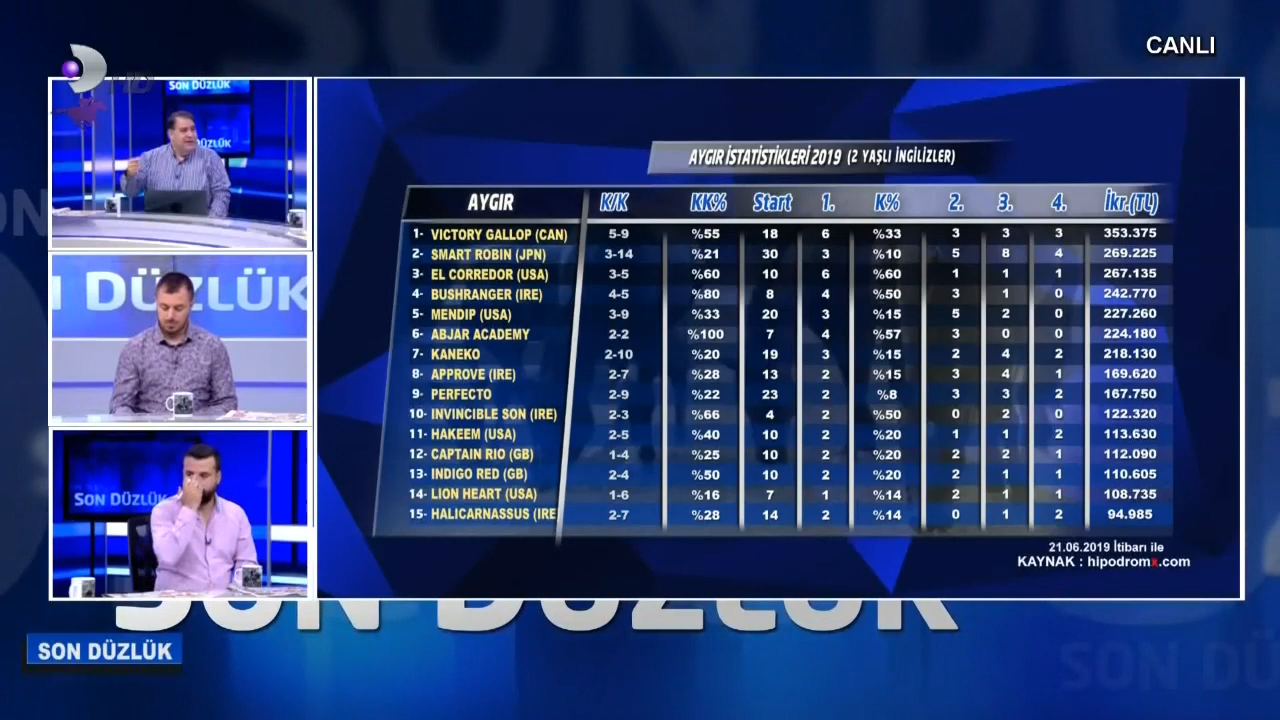 CANLI
HD
SON DÜZLÜK
DÜZLÜK
DÜZLÜK
SON DÜZLÜK
AYGIR İSTATİSTİKLERİ 2019 (2 YAŞLI İNGİLİZLER)
AYGIR K/K KK% Start 1. K% 2. 3. 4. İkr.(TL)
1- VICTORY GALLOP (CAN) 5-9 %55 18 6 %33 3 3 3 353.375
2- SMART ROBIN (JPN) 3-14 %21 30 3 %10 5 8 4 269.225
3- EL CORREDOR (USA) 3-5 %60 10 6 %60 1 1 1 267.135
4- BUSHRANGER (IRE) 4-5 %80 8 4 %50 3 1 0 242.770
5- MENDIP (USA) 3-9 %33 20 3 %15 5 2 0 227.260
6- ABJAR ACADEMY 2-2 %100 7 4 %57 3 0 0 224.180
7- KANEKO 2-10 %20 19 3 %15 2 4 2 218.130
8- APPROVE (IRE) 2-7 %28 13 2 %15 3 4 1 169.620
9- PERFECTO 2-9 %22 23 2 %8 3 3 2 167.750
10- INVINCIBLE SON (IRE) 2-3 %66 4 2 %50 0 2 0 122.320
11- HAKEEM (USA) 2-5 %40 10 2 %20 1 1 2 113.630
12- CAPTAIN RIO (GB) 1-4 %25 10 2 %20 2 2 1 112.090
13- INDIGO RED (GB) 2-4 %50 10 2 %20 2 1 1 110.605
14- LION HEART (USA) 1-6 %16 7 1 %14 2 1 1 108.735
15- HALICARNASSUS (IRE 2-7 %28 14 2 %14 0 1 2 94.985
21.06.2019 İtibarı ile
KAYNAK : hipodromx.com
SON DÜZLÜK
SON DÜZLÜK
SON DÜZ